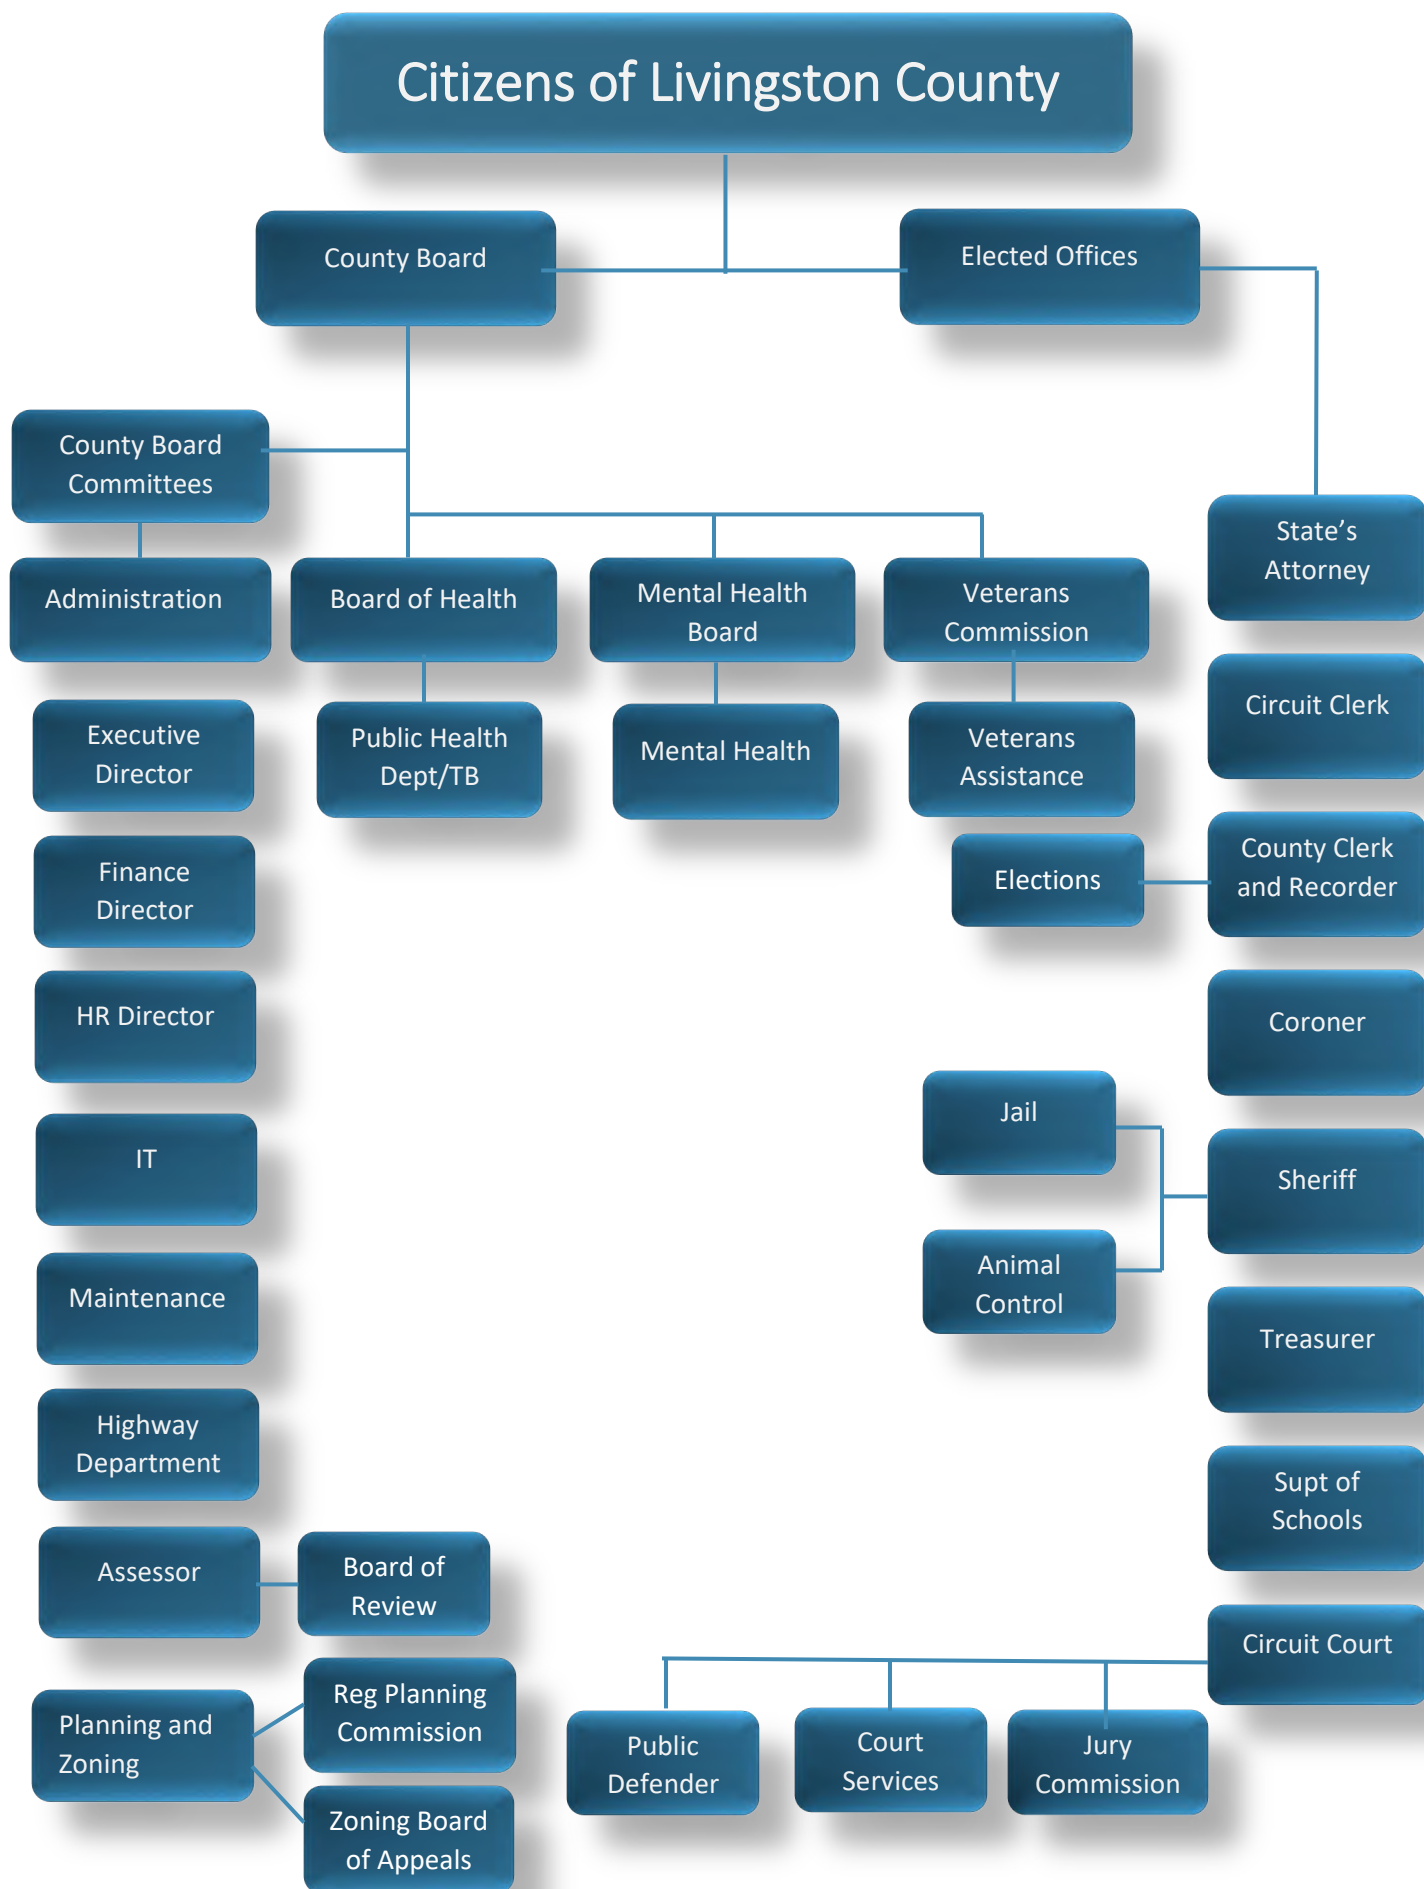 Citizens of Livingston County
County Board
Elected Offices
County Board
Committees
State’s
Attorney
Administration
Board of Health
Mental Health
Board
Veterans
Commission
Executive
Director
Public Health
Dept/TB
Mental Health
Veterans
Assistance
Circuit Clerk
Finance
Director
Elections
County Clerk
and Recorder
HR Director
Coroner
Jail
IT
Sheriff
Animal
Control
Maintenance
Treasurer
Highway
Department
Supt of
Schools
Assessor
Board of
Review
Circuit Court
Planning and
Zoning
Reg Planning
Commission
Zoning Board
of Appeals
Public
Defender
Court
Services
Jury
Commission